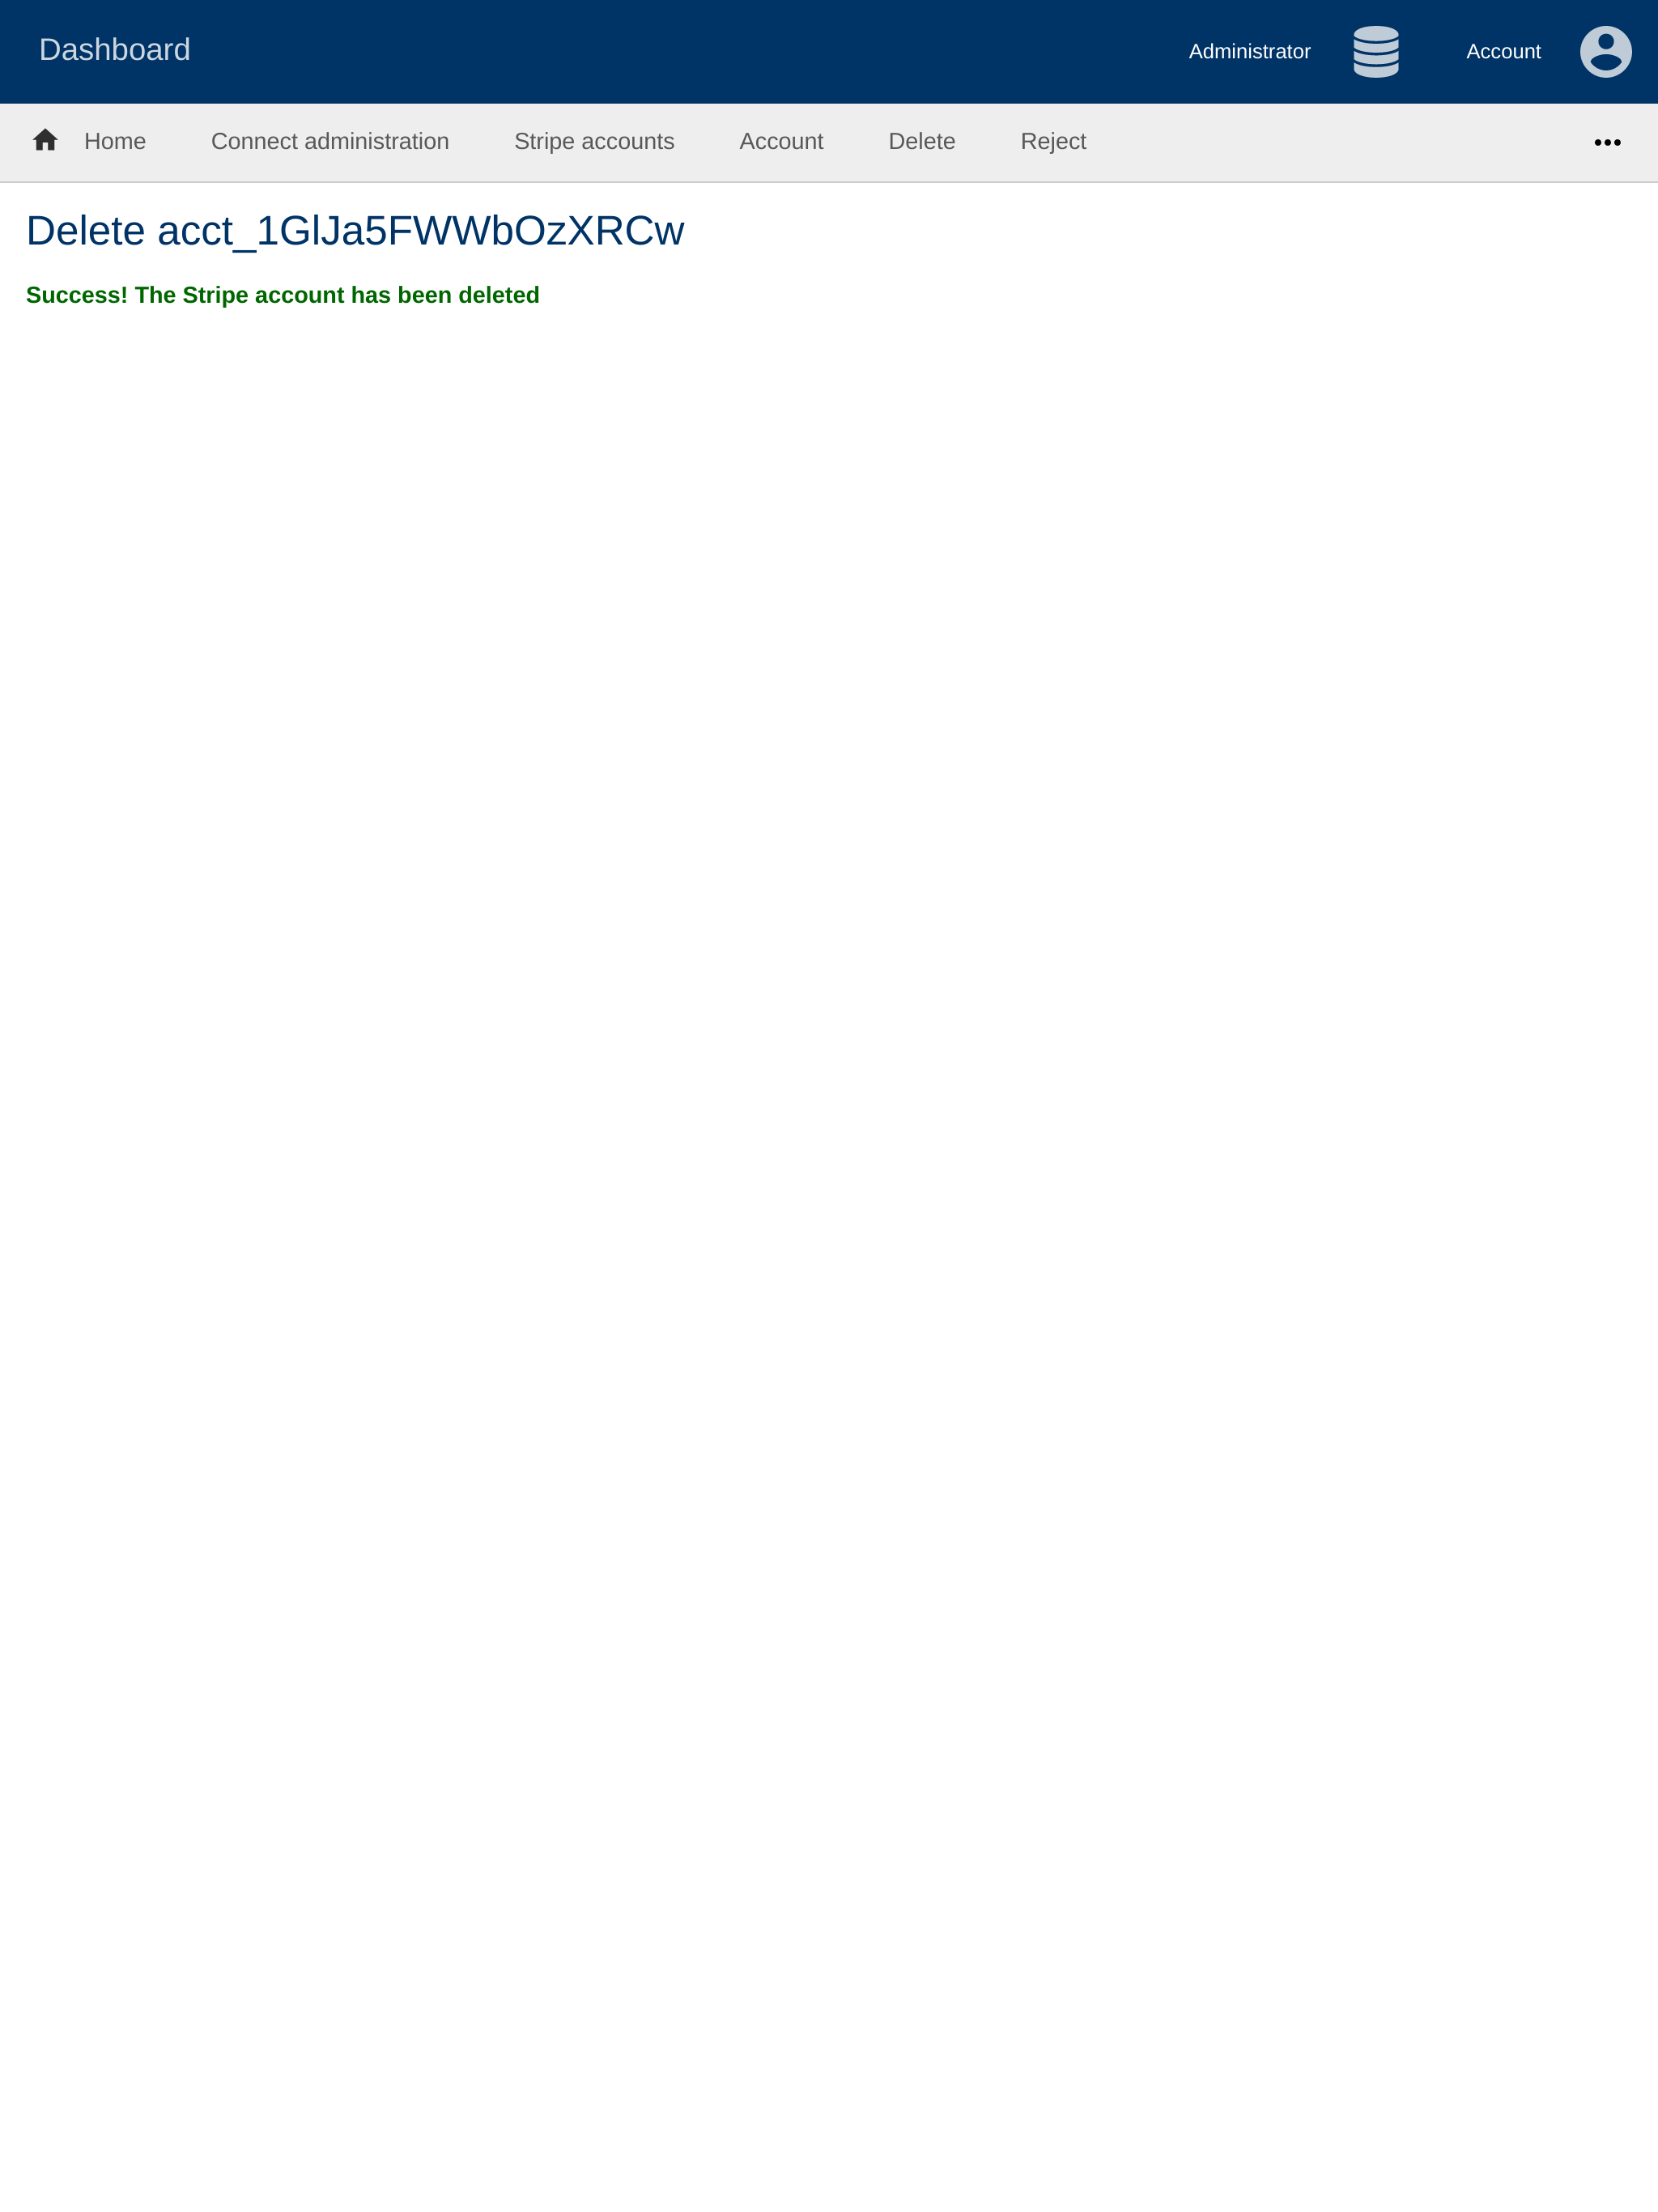 Dashboard Administrator Account
Home Connect administration Stripe accounts Account Delete Reject
Delete acct_1GlJa5FWWbOzXRCw
Success! The Stripe account has been deleted